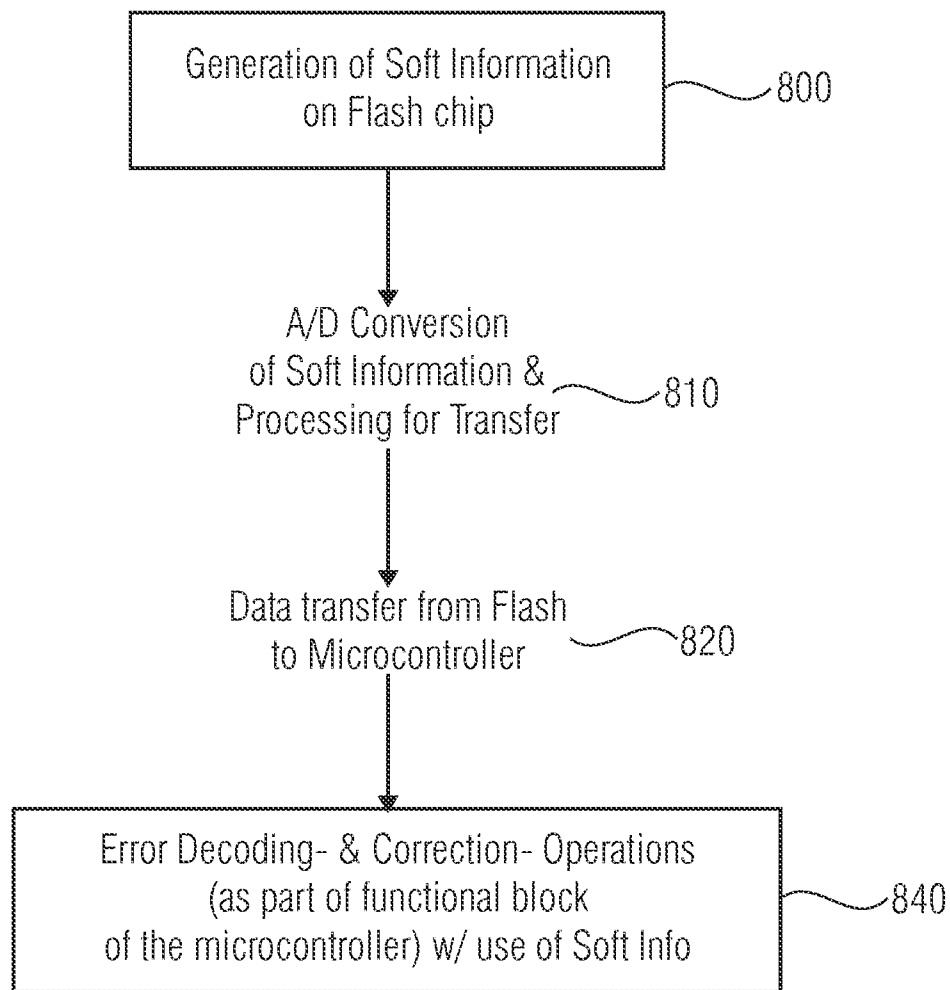 Generation of Soft Information
on Flash chip
800
A/D Conversion
of Soft Information &
Processing for Transfer
810
Data transfer from Flash
to Microcontroller
820
Error Decoding- & Correction- Operations
(as part of functional block
of the microcontroller) w/ use of Soft Info
840